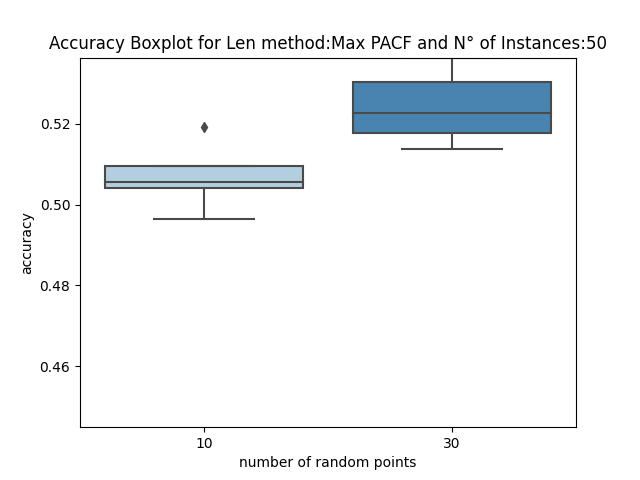 Accuracy Boxplot for Len method:Max PACF and N° of Instances:50
accuracy
0.52
0.50
0.48
0.46
10 30
number of random points